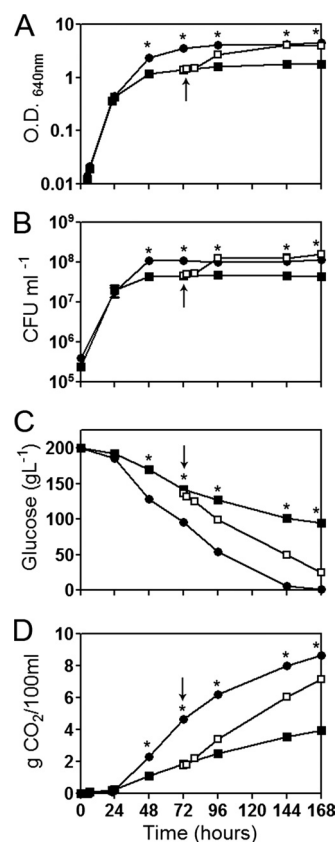 A
O.D. 640nm
10
1
0.1
0.01
* * * * *
B
CFU ml -1
10⁹
10⁸
10⁷
10⁶
10⁵
* * * * *
C
Glucose (gL-1)
200
150
100
50
0
* * * * *
D
g CO2/100ml
10
8
6
4
2
0
* * * * *
0 24 48 72 96 120 144 168
Time (hours)